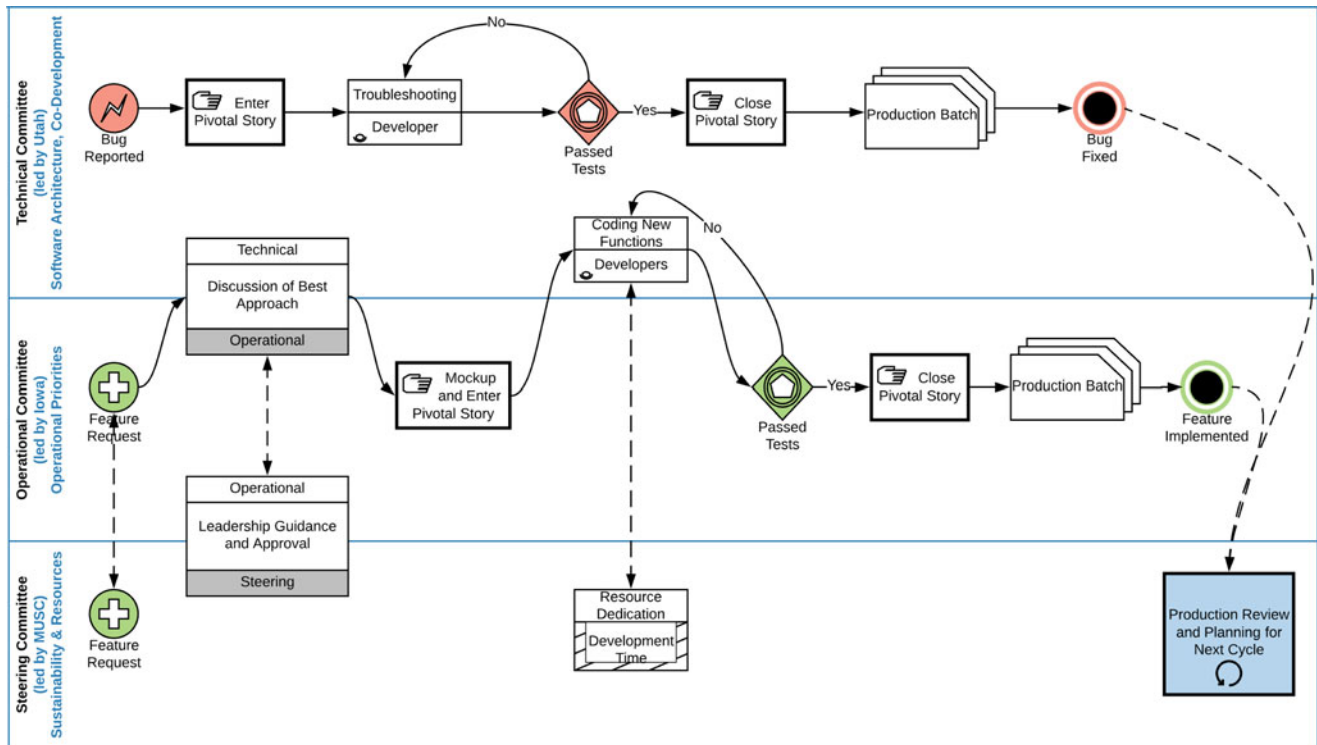 Technical Committee
(led by Utah)
Software Architecture, Co-Development
No
Bug
Reported
Enter
Pivotal Story
Troubleshooting
Developer
Passed
Tests
Yes
Close
Pivotal Story
Production Batch
Bug
Fixed
Technical
Discussion of Best
Approach
Operational
Coding New
Functions
Developers
No
Operational Committee
(led by Iowa)
Operational Priorities
Feature
Request
Mockup
and Enter
Pivotal Story
Passed
Tests
Yes
Close
Pivotal Story
Production Batch
Feature
Implemented
Operational
Leadership Guidance
and Approval
Steering
Steering Committee
(led by MUSC)
Sustainability & Resources
Feature
Request
Resource
Dedication
Development
Time
Production Review
and Planning for
Next Cycle